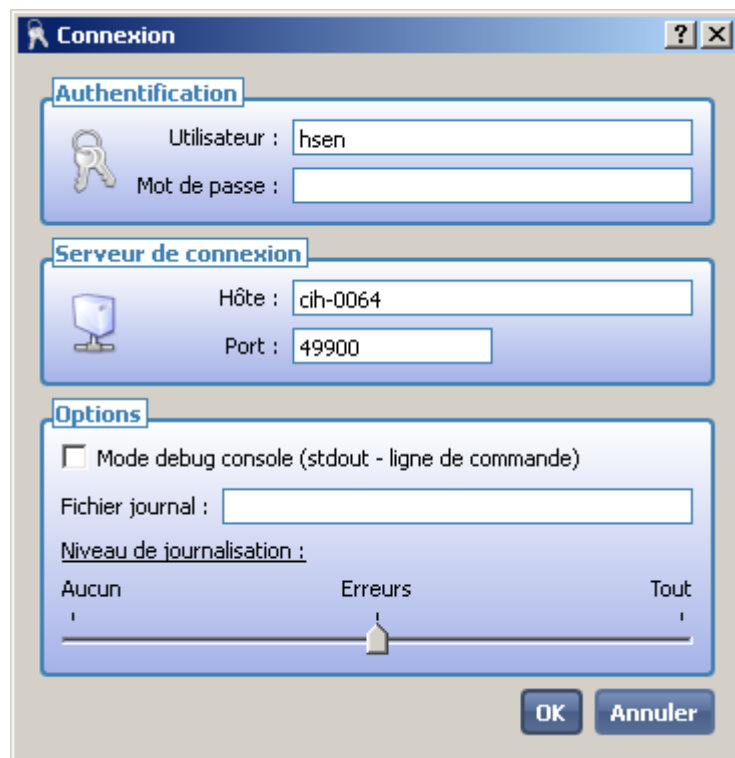 Connexion
Authentification
Utilisateur : hsen
Mot de passe :
Serveur de connexion
Hôte : cih-0064
Port : 49900
Options
Mode debug console (stdout - ligne de commande)
Fichier journal :
Niveau de journalisation :
Aucun Erreurs Tout
OK Annuler